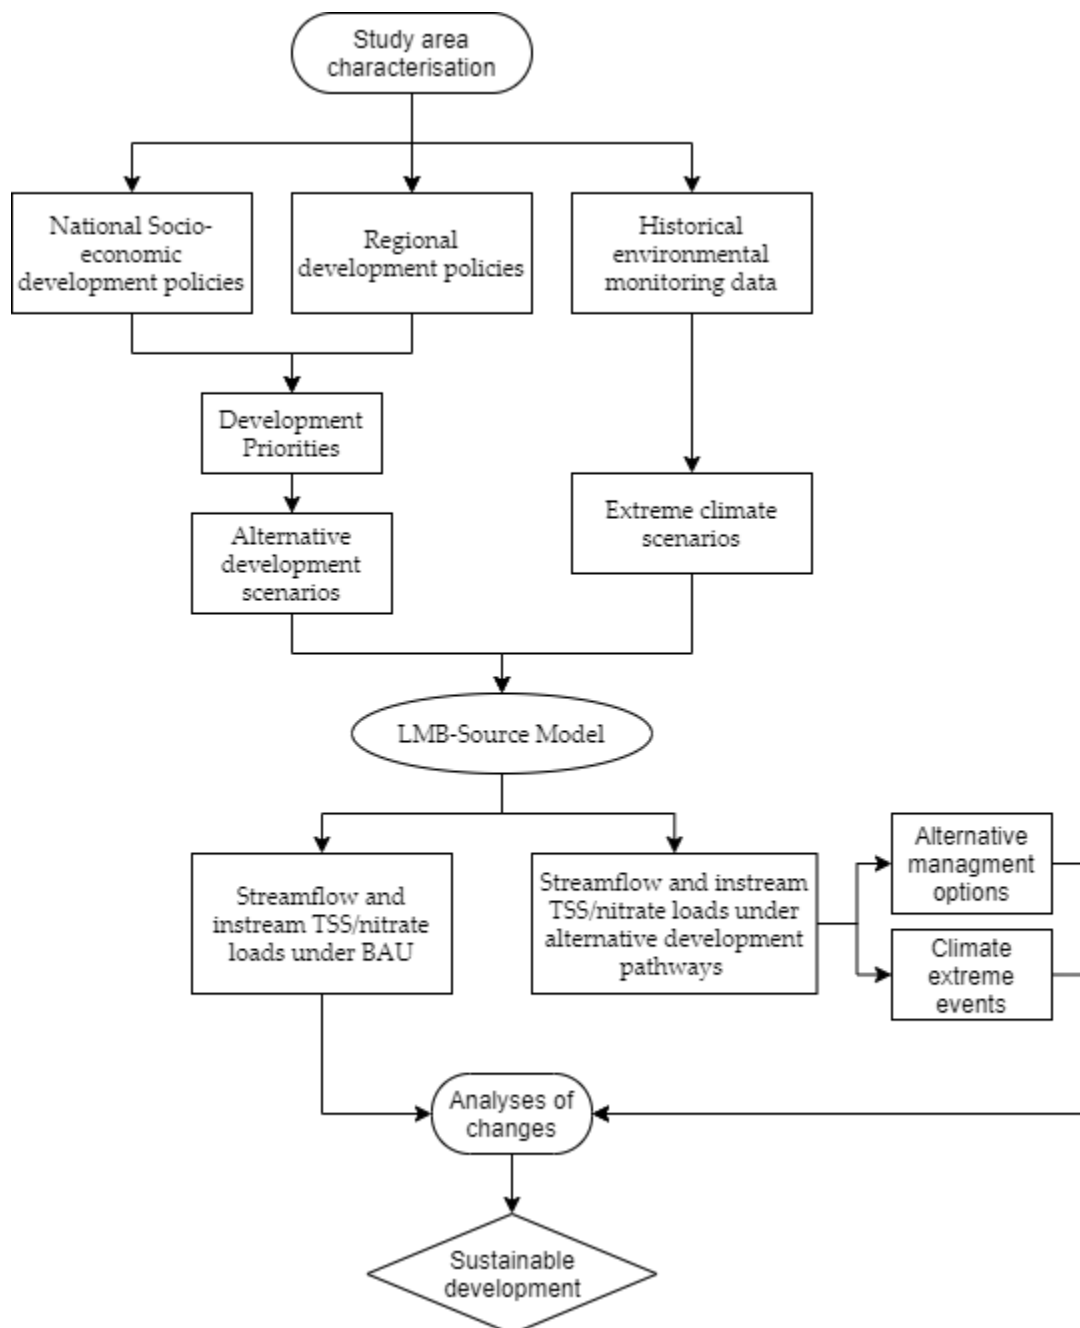 Study area
characterisation
National Socio-
economic
development policies
Regional
development policies
Historical
environmental
monitoring data
Development
Priorities
Alternative
development
scenarios
Extreme climate
scenarios
LMB-Source Model
Streamflow and
instream TSS/nitrate
loads under BAU
Streamflow and instream
TSS/nitrate loads under
alternative development
pathways
Alternative
managment
options
Climate
extreme
events
Analyses of
changes
Sustainable
development